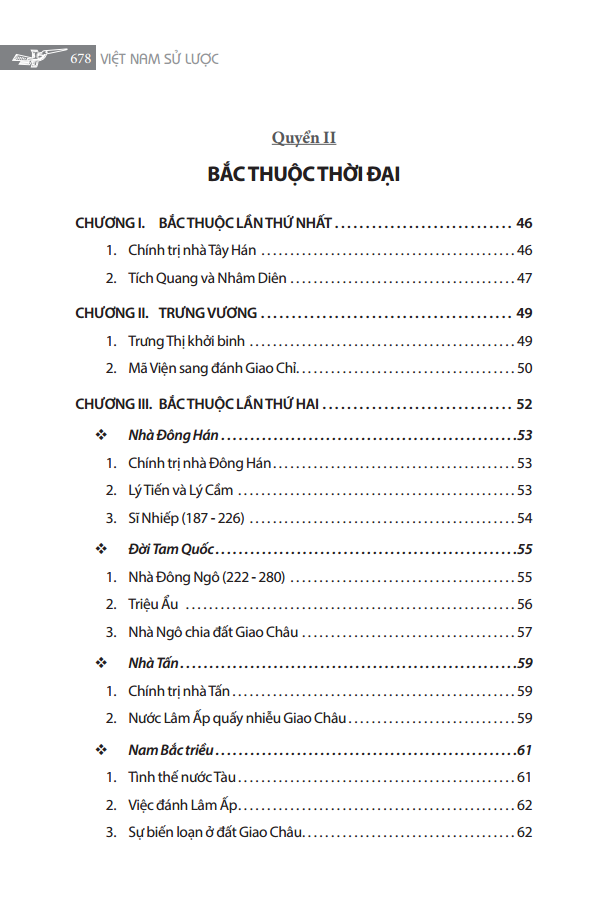 678 VIỆT NAM SỬ LƯỢC
Quyển II
BẮC THUỘC THỜI ĐẠI
CHƯƠNG I. BẮC THUỘC LẦN THỨ NHẤT ........................... 46
1. Chính trị nhà Tây Hán ........................................ 46
2. Tích Quang và Nhâm Diên ................................... 47
CHƯƠNG II. TRƯNG VƯƠNG ...................................... 49
1. Trưng Thị khởi binh ......................................... 49
2. Mã Viện sang đánh Giao Chỉ.................................. 50
CHƯƠNG III. BẮC THUỘC LẦN THỨ HAI ............................. 52
❖ Nhà Đông Hán .............................................53
1. Chính trị nhà Đông Hán ..................................... 53
2. Lý Tiến và Lý Cầm .......................................... 53
3. Sĩ Nhiếp (187 - 226) ........................................ 54
❖ Đời Tam Quốc ..............................................55
1. Nhà Đông Ngô (222 - 280) ................................... 55
2. Triệu Ẩu .................................................. 56
3. Nhà Ngô chia đất Giao Châu ................................. 57
❖ Nhà Tấn ...................................................59
1. Chính trị nhà Tấn ........................................... 59
2. Nước Lâm Ấp quấy nhiễu Giao Châu .......................... 59
❖ Nam Bắc triều ..............................................61
1. Tình thế nước Tàu .......................................... 61
2. Việc đánh Lâm Ấp........................................... 62
3. Sự biến loạn ở đất Giao Châu................................. 62